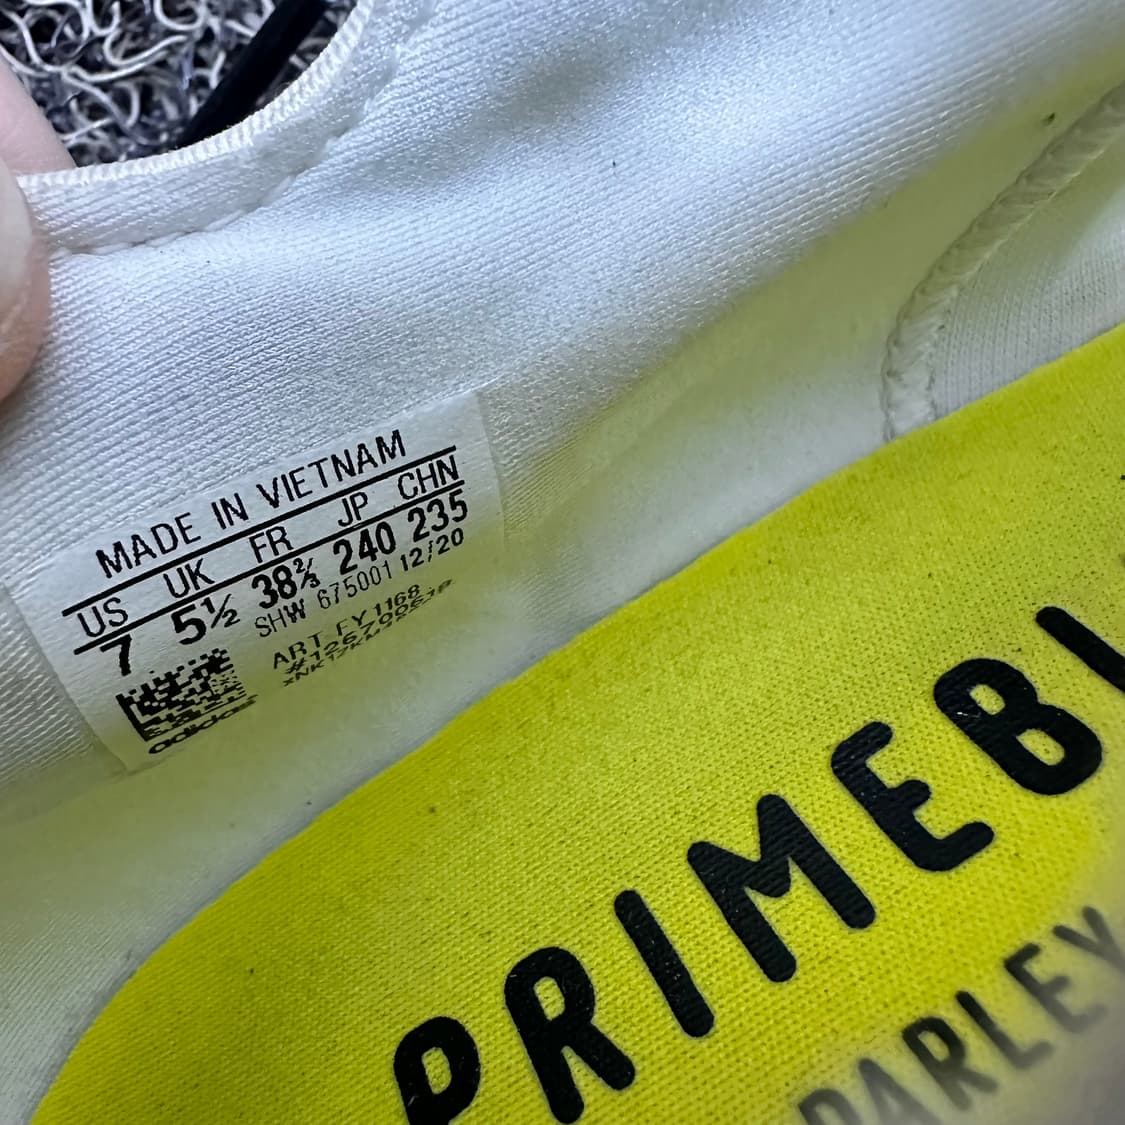 MADE IN VIETNAM
US UK FR JP CHN
7 5½ 38⅔ 240 235
SHW 675001 12/20
ART FY1168
adidas
PRIMEBL
PARLEY